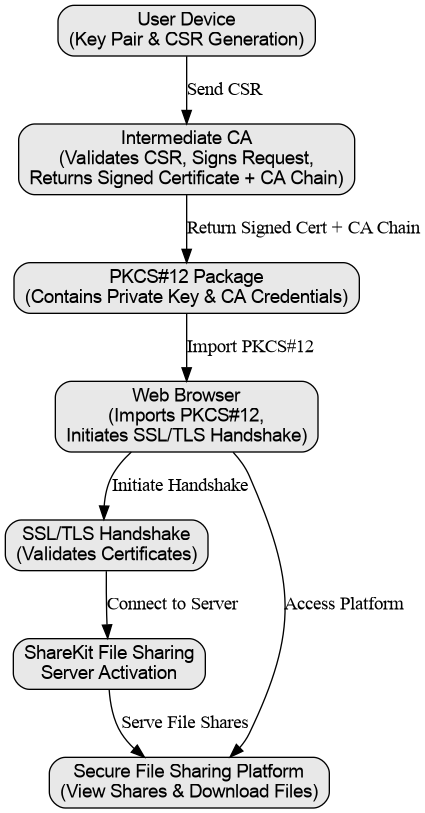 User Device
(Key Pair & CSR Generation)
Send CSR
Intermediate CA
(Validates CSR, Signs Request,
Returns Signed Certificate + CA Chain)
Return Signed Cert + CA Chain
PKCS#12 Package
(Contains Private Key & CA Credentials)
Import PKCS#12
Web Browser
(Imports PKCS#12,
Initiates SSL/TLS Handshake)
Initiate Handshake
SSL/TLS Handshake
(Validates Certificates)
Connect to Server
Access Platform
ShareKit File Sharing
Server Activation
Serve File Shares
Secure File Sharing Platform
(View Shares & Download Files)